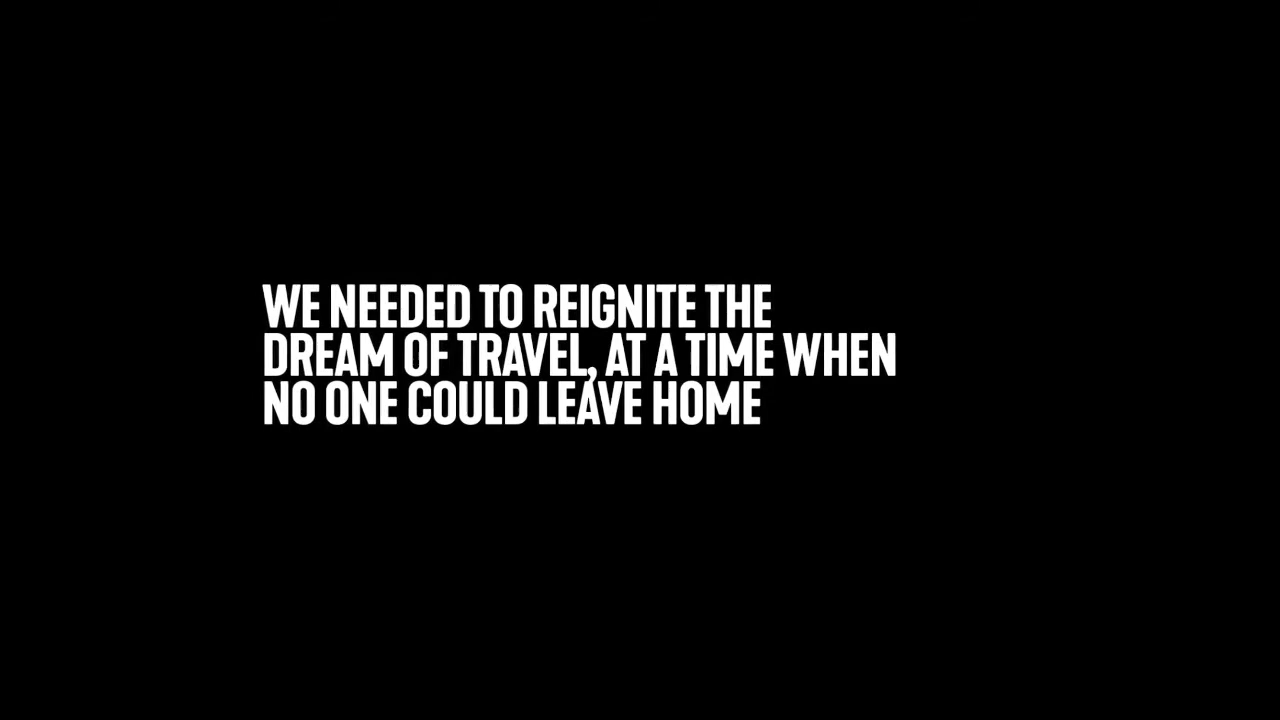 WE NEEDED TO REIGNITE THE
DREAM OF TRAVEL, AT A TIME WHEN
NO ONE COULD LEAVE HOME